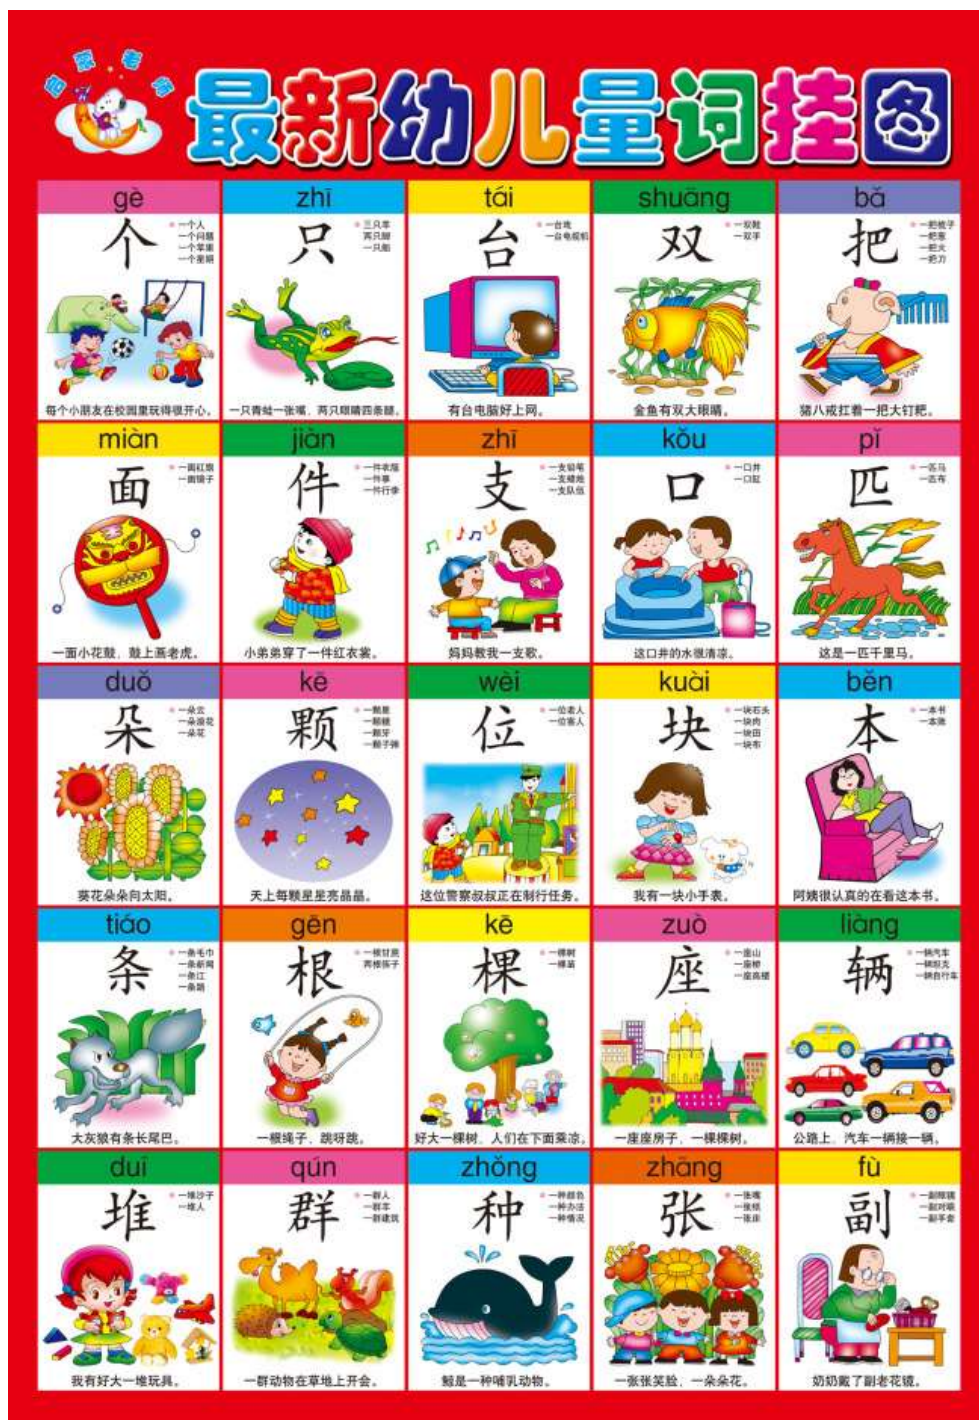 启蒙老师
最新幼儿量词挂图
gè
个
一个人
一个问题
一个苹果
一个星期
每个小朋友在校园里玩得很开心。
zhī
只
三只羊
两只脚
一只船
一只青蛙一张嘴，两只眼睛四条腿。
tái
台
一台戏
一台电视机
有台电脑好上网。
shuāng
双
一双鞋
一双手
金鱼有双大眼睛。
bǎ
把
一把梳子
一把葱
一把火
一把刀
猪八戒扛着一把大钉耙。
miàn
面
一面红旗
一面镜子
一面小花鼓，鼓上画老虎。
jiàn
件
一件衣服
一件事
一件行李
小弟弟穿了一件红衣裳。
zhī
支
一支铅笔
一支蜡烛
一支队伍
妈妈教我一支歌。
kǒu
口
一口井
一口缸
这口井的水很清凉。
pǐ
匹
一匹马
一匹布
这是一匹千里马。
duǒ
朵
一朵云
一朵浪花
一朵花
葵花朵朵向太阳。
kē
颗
一颗星
一颗糖
一颗牙
一颗子弹
天上每颗星星亮晶晶。
wèi
位
一位老人
一位客人
这位警察叔叔正在制行任务。
kuài
块
一块石头
一块肉
一块田
一块布
我有一块小手表。
běn
本
一本书
一本账
阿姨很认真的在看这本书。
tiáo
条
一条毛巾
一条新闻
一条江
一条路
大灰狼有条长尾巴。
gēn
根
一根甘蔗
两根筷子
一根绳子，跳呀跳。
kē
棵
一棵树
一棵菜
好大一棵树，人们在下面乘凉。
zuò
座
一座山
一座桥
一座高楼
一座座房子，一棵棵树。
liàng
辆
一辆汽车
一辆坦克
一辆自行车
公路上，汽车一辆接一辆。
duī
堆
一堆沙子
一堆人
我有好大一堆玩具。
qún
群
一群人
一群羊
一群建筑
一群动物在草地上开会。
zhǒng
种
一种颜色
一种办法
一种情况
鲸是一种哺乳动物。
zhāng
张
一张嘴
一张纸
一张床
一张张笑脸，一朵朵花。
fù
副
一副眼镜
一副对联
一副手套
奶奶戴了副老花镜。